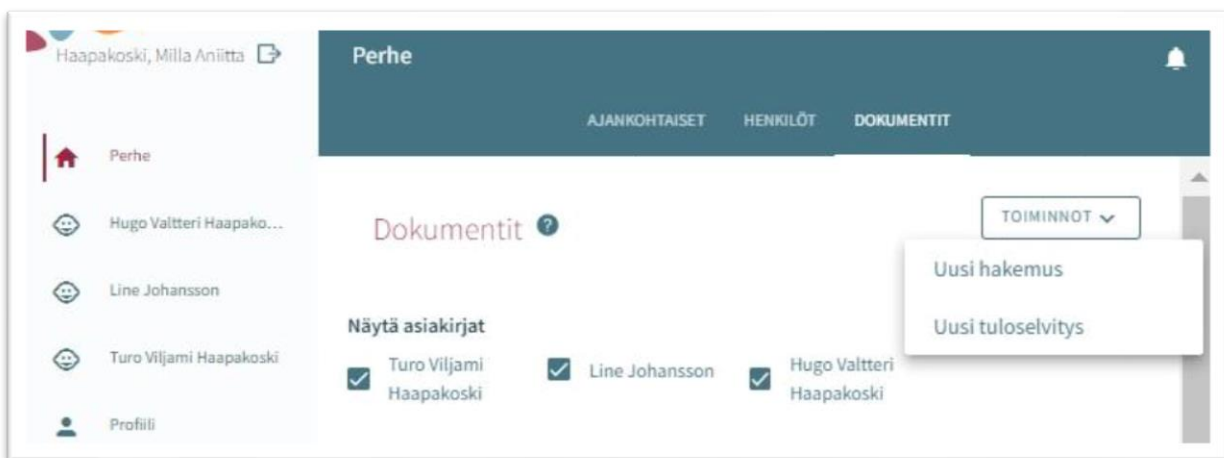 Haapakoski, Milla Aniitta
Perhe
Hugo Valtteri Haapako...
Line Johansson
Turo Viljami Haapakoski
Profiili
Perhe
AJANKOHTAISET HENKILÖT DOKUMENTIT
Dokumentit ?
TOIMINNOT
Uusi hakemus
Uusi tuloselvitys
Näytä asiakirjat
Turo Viljami
Haapakoski
Line Johansson
Hugo Valtteri
Haapakoski